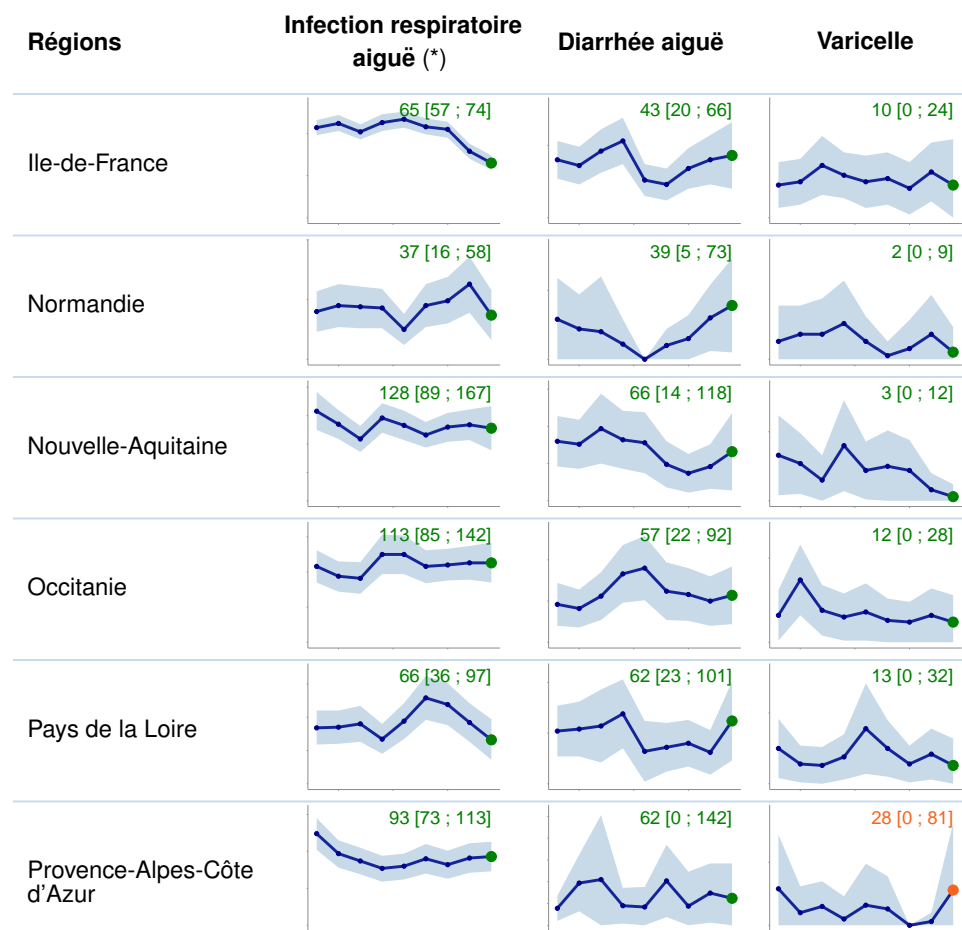 Régions
Infection respiratoire
aiguë (*)
Diarrhée aiguë
Varicelle
Ile-de-France
65 [57 ; 74]
43 [20 ; 66]
10 [0 ; 24]
Normandie
37 [16 ; 58]
39 [5 ; 73]
2 [0 ; 9]
Nouvelle-Aquitaine
128 [89 ; 167]
66 [14 ; 118]
3 [0 ; 12]
Occitanie
113 [85 ; 142]
57 [22 ; 92]
12 [0 ; 28]
Pays de la Loire
66 [36 ; 97]
62 [23 ; 101]
13 [0 ; 32]
Provence-Alpes-Côte
d'Azur
93 [73 ; 113]
62 [0 ; 142]
28 [0 ; 81]